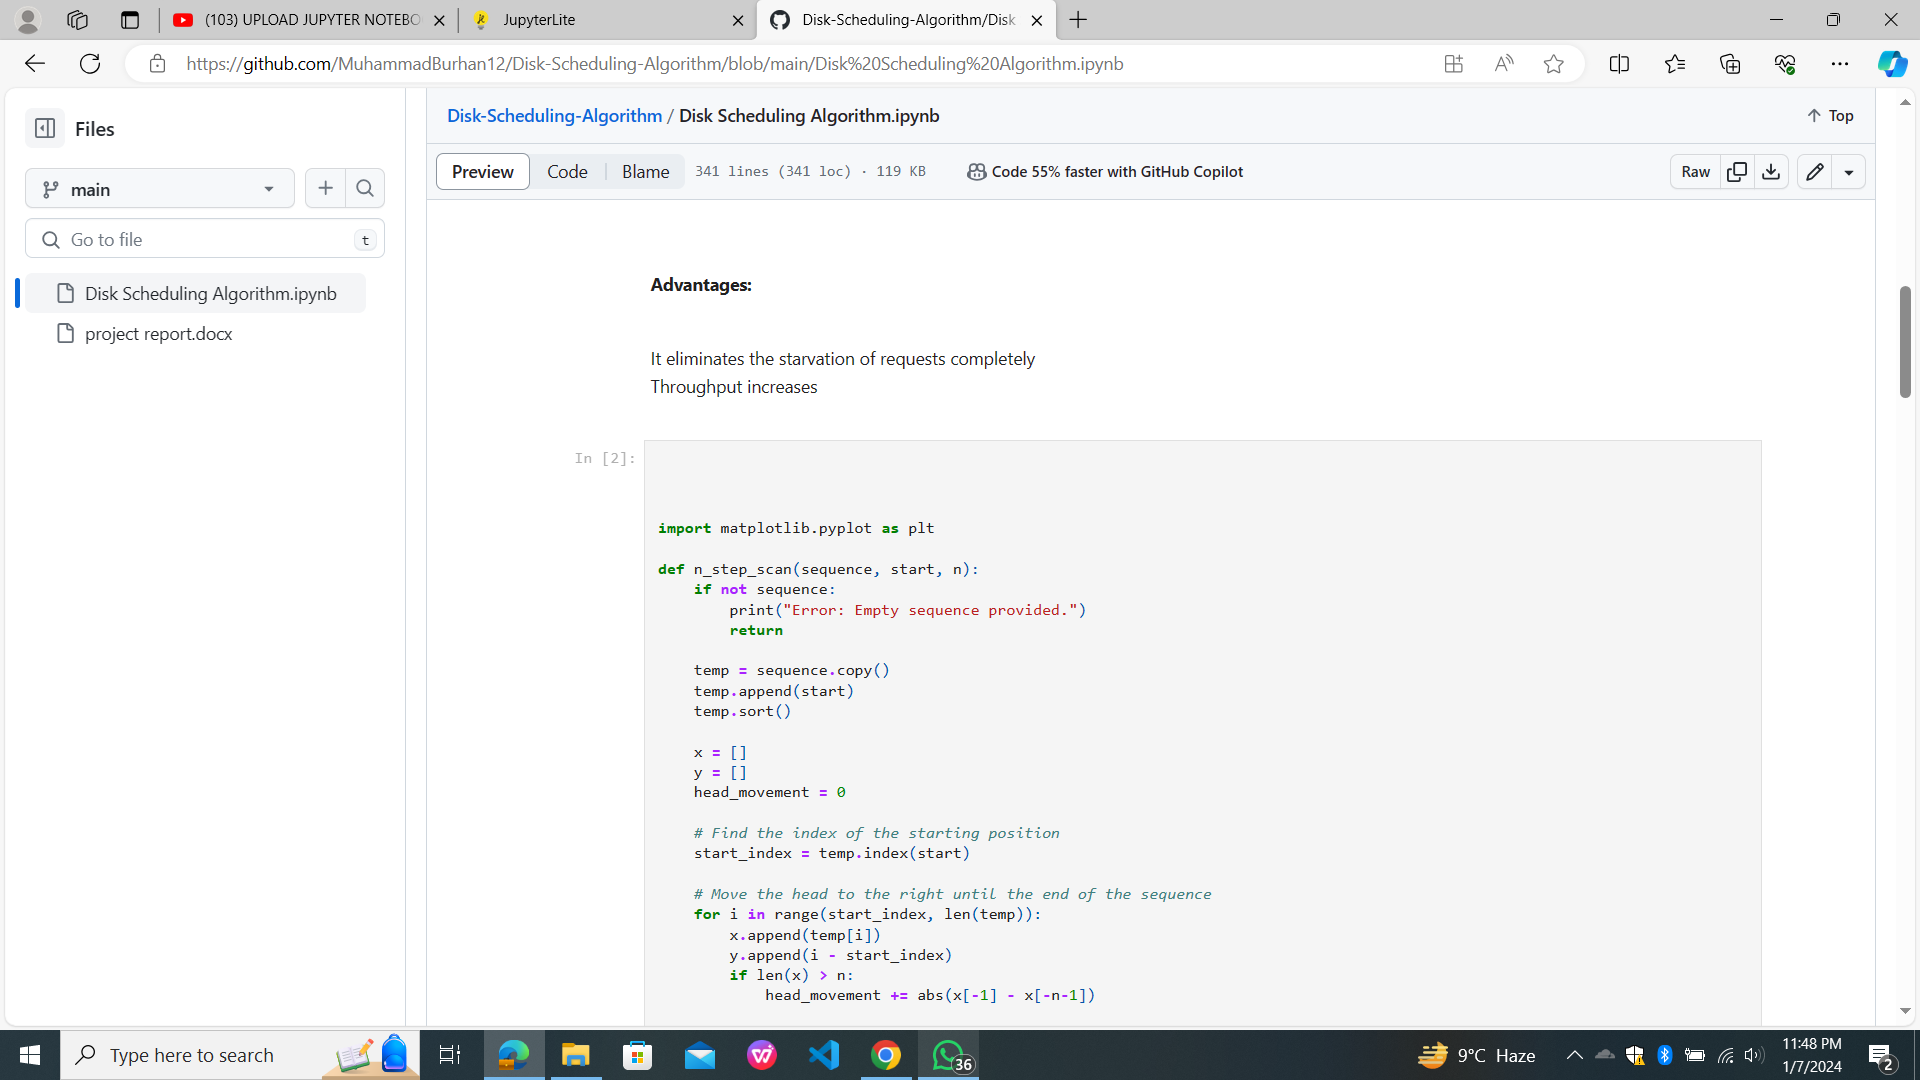 (103) UPLOAD JUPYTER NOTEBO
JupyterLite
Disk-Scheduling-Algorithm/Disk
https://github.com/MuhammadBurhan12/Disk-Scheduling-Algorithm/blob/main/Disk%20Scheduling%20Algorithm.ipynb
Files
main
Go to file
t
Disk Scheduling Algorithm.ipynb
project report.docx
Disk-Scheduling-Algorithm / Disk Scheduling Algorithm.ipynb
Top
Preview
Code
Blame
341 lines (341 loc) · 119 KB
Code 55% faster with GitHub Copilot
Raw
Advantages:
It eliminates the starvation of requests completely
Throughput increases
In [2]:
import matplotlib.pyplot as plt
def n_step_scan(sequence, start, n):
    if not sequence:
        print("Error: Empty sequence provided.")
        return
    temp = sequence.copy()
    temp.append(start)
    temp.sort()
    x = []
    y = []
    head_movement = 0
    # Find the index of the starting position
    start_index = temp.index(start)
    # Move the head to the right until the end of the sequence
    for i in range(start_index, len(temp)):
        x.append(temp[i])
        y.append(i - start_index)
        if len(x) > n:
            head_movement += abs(x[-1] - x[-n-1])
Type here to search
36
9°C Haze
11:48 PM
1/7/2024
2